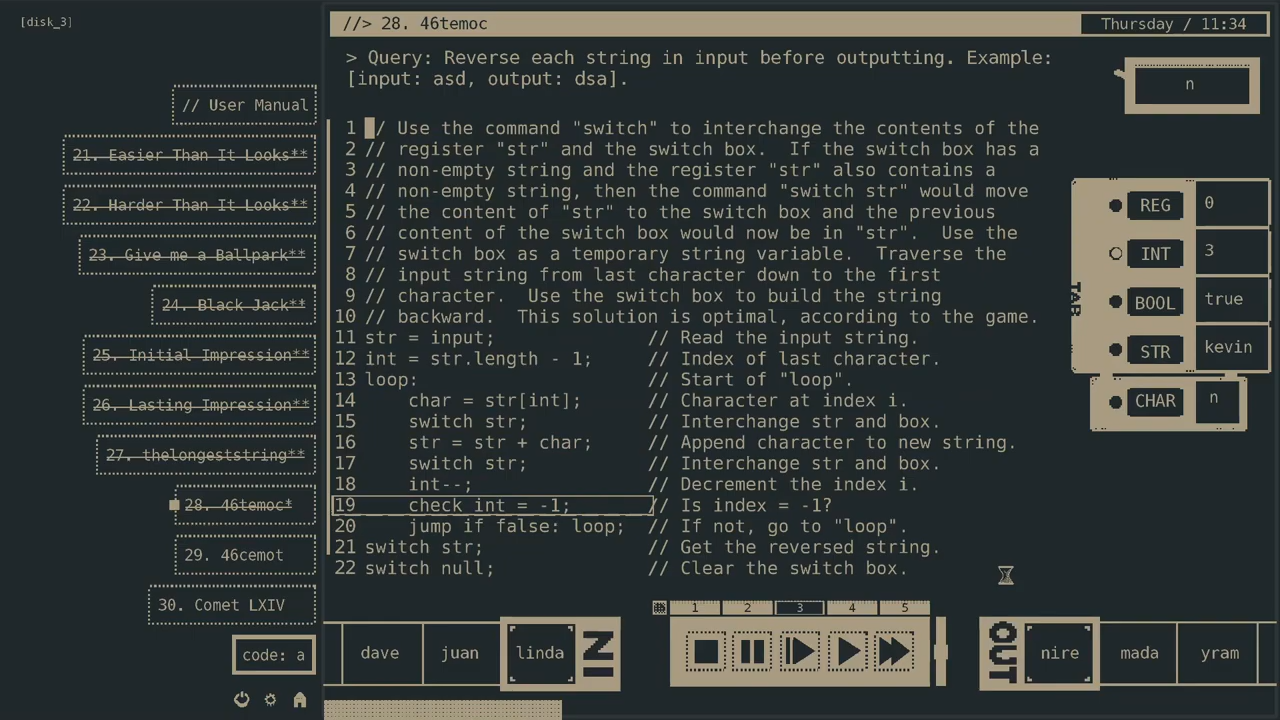 [disk_3]
//> 28. 46temoc
Thursday / 11:34
> Query: Reverse each string in input before outputting. Example:
[input: asd, output: dsa].
n
// User Manual
21. Easier Than It Looks**
22. Harder Than It Looks**
23. Give me a Ballpark**
24. Black Jack**
25. Initial Impression**
26. Lasting Impression**
27. thelongeststring**
28. 46temoc*
29. 46cemot
30. Comet LXIV
code: a
1 // Use the command "switch" to interchange the contents of the
2 // register "str" and the switch box.  If the switch box has a
3 // non-empty string and the register "str" also contains a
4 // non-empty string, then the command "switch str" would move
5 // the content of "str" to the switch box and the previous
6 // content of the switch box would now be in "str".  Use the
7 // switch box as a temporary string variable.  Traverse the
8 // input string from last character down to the first
9 // character.  Use the switch box to build the string
10 // backward.  This solution is optimal, according to the game.
11 str = input;               // Read the input string.
12 int = str.length - 1;      // Index of last character.
13 loop:                      // Start of "loop".
14     char = str[int];       // Character at index i.
15     switch str;            // Interchange str and box.
16     str = str + char;      // Append character to new string.
17     switch str;            // Interchange str and box.
18     int--;                 // Decrement the index i.
19     check int = -1;        // Is index = -1?
20     jump if false: loop;   // If not, go to "loop".
21 switch str;                // Get the reversed string.
22 switch null;               // Clear the switch box.
REG 0
INT 3
BOOL true
STR kevin
CHAR n
1 2 3 4 5
dave juan linda IN
OUT nire mada yram